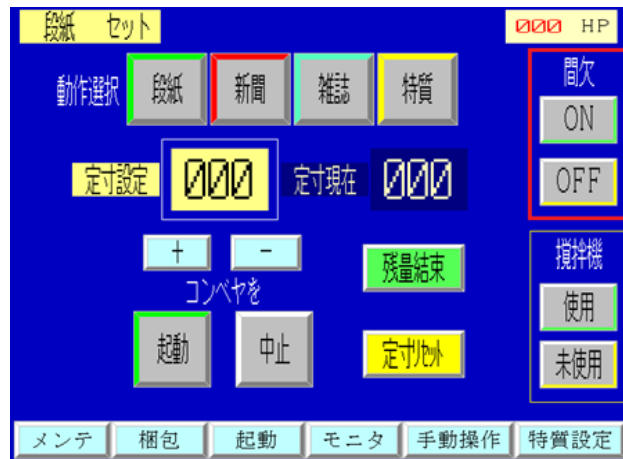 段紙 セット
000 HP
動作選択 段紙 新聞 雑誌 特質
間欠
ON
OFF
定寸設定 000 定寸現在 000
+ -
コンベヤを
起動 中止
残量結束
定寸リセット
撹拌機
使用
未使用
メンテ 梱包 起動 モニタ 手動操作 特質設定